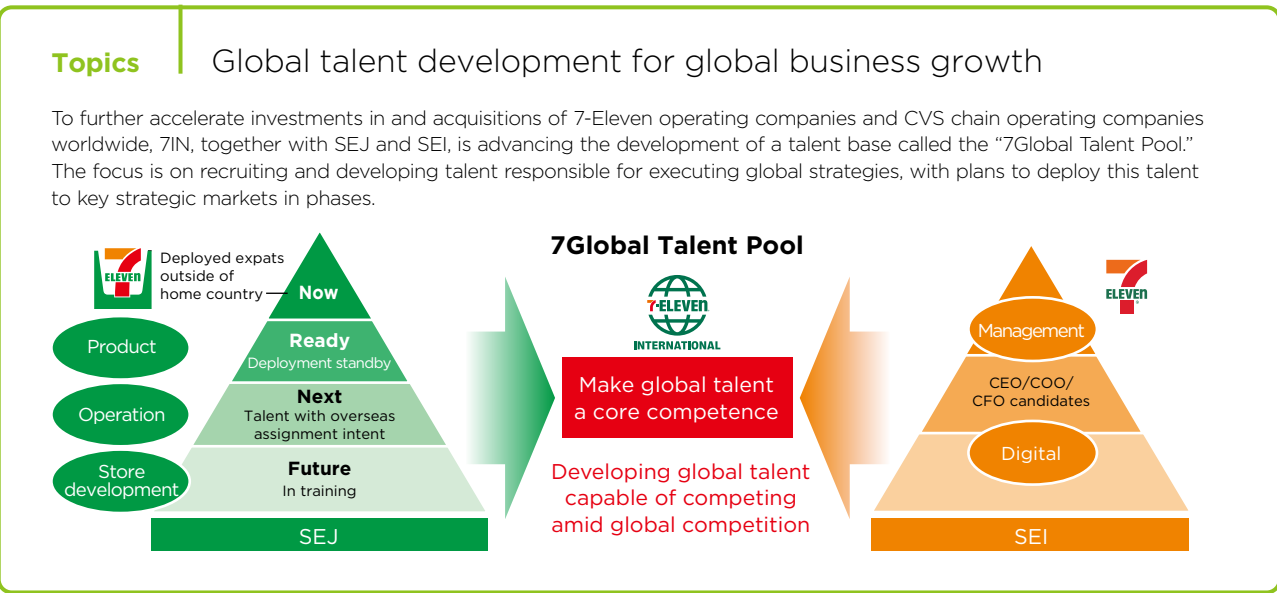 Topics
Global talent development for global business growth
To further accelerate investments in and acquisitions of 7-Eleven operating companies and CVS chain operating companies
worldwide, 7IN, together with SEJ and SEI, is advancing the development of a talent base called the “7Global Talent Pool.”
The focus is on recruiting and developing talent responsible for executing global strategies, with plans to deploy this talent
to key strategic markets in phases.
7
ELEVEn
Deployed expats
outside of
home country
Now
Product
Ready
Deployment standby
Operation
Next
Talent with overseas
assignment intent
Store
development
Future
In training
SEJ
7Global Talent Pool
7-ELEVEn
INTERNATIONAL
Make global talent
a core competence
Developing global talent
capable of competing
amid global competition
7
ELEVEn
Management
CEO/COO/
CFO candidates
Digital
SEI